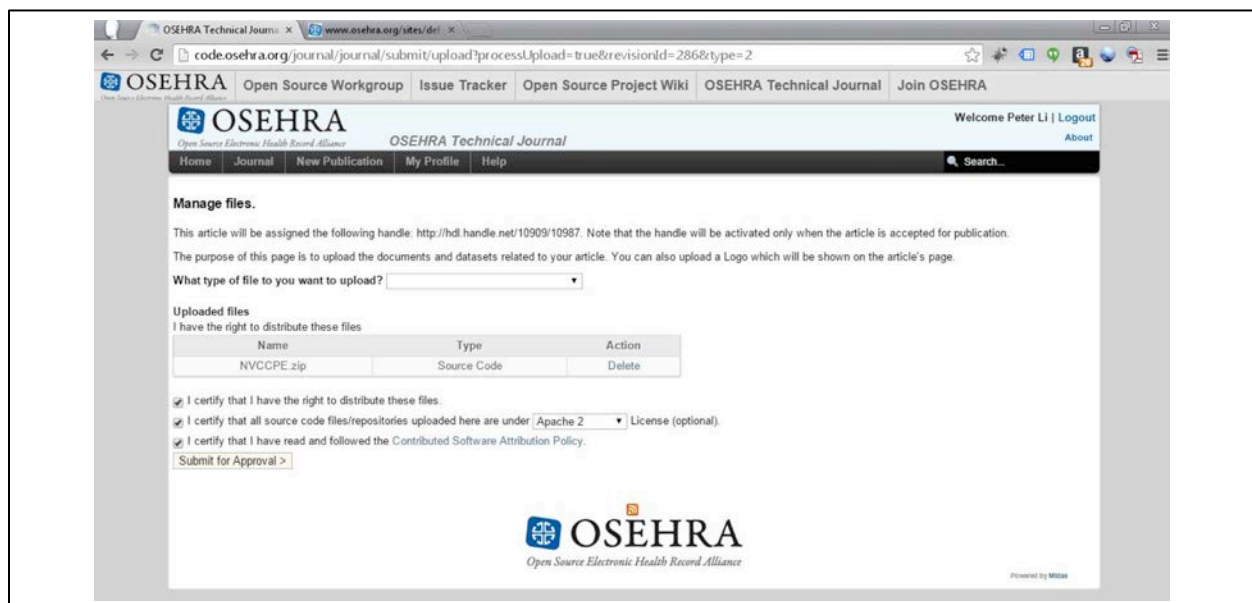 OSEHRA Technical Journa × www.osehra.org/sites/def ×
code.osehra.org/journal/journal/submit/upload?processUpload=true&revisionId=286&type=2
OSEHRA Open Source Workgroup Issue Tracker Open Source Project Wiki OSEHRA Technical Journal Join OSEHRA
Open Source Electronic Health Record Alliance
OSEHRA Welcome Peter Li | Logout
Open Source Electronic Health Record Alliance OSEHRA Technical Journal About
Home Journal New Publication My Profile Help Search...
Manage files.
This article will be assigned the following handle: http://hdl.handle.net/10909/10987. Note that the handle will be activated only when the article is accepted for publication.
The purpose of this page is to upload the documents and datasets related to your article. You can also upload a Logo which will be shown on the article's page.
What type of file to you want to upload?
Uploaded files
I have the right to distribute these files
Name Type Action
NVCCPE.zip Source Code Delete
I certify that I have the right to distribute these files.
I certify that all source code files/repositories uploaded here are under Apache 2 License (optional).
I certify that I have read and followed the Contributed Software Attribution Policy.
Submit for Approval >
OSEHRA
Open Source Electronic Health Record Alliance
Powered by Midas